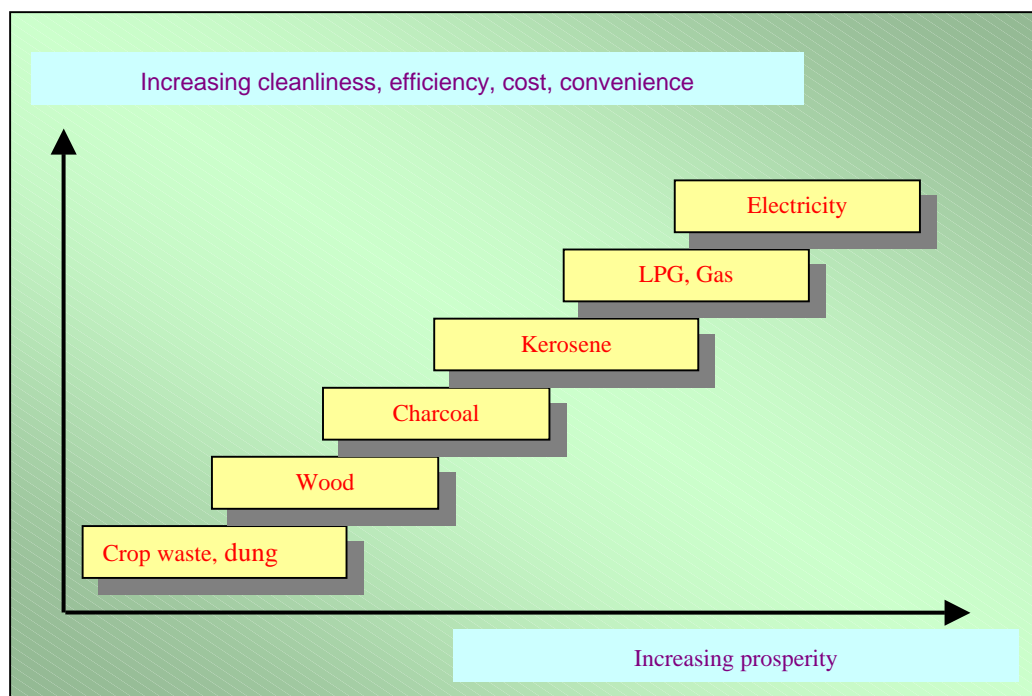 Increasing cleanliness, efficiency, cost, convenience
Electricity
LPG, Gas
Kerosene
Charcoal
Wood
Crop waste, dung
Increasing prosperity